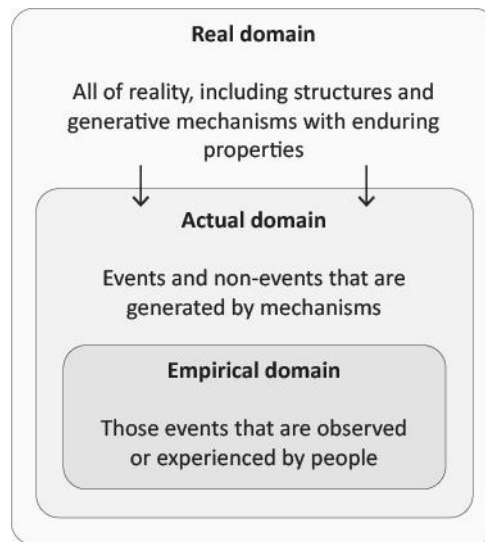 Real domain
All of reality, including structures and
generative mechanisms with enduring
properties
Actual domain
Events and non-events that are
generated by mechanisms
Empirical domain
Those events that are observed
or experienced by people